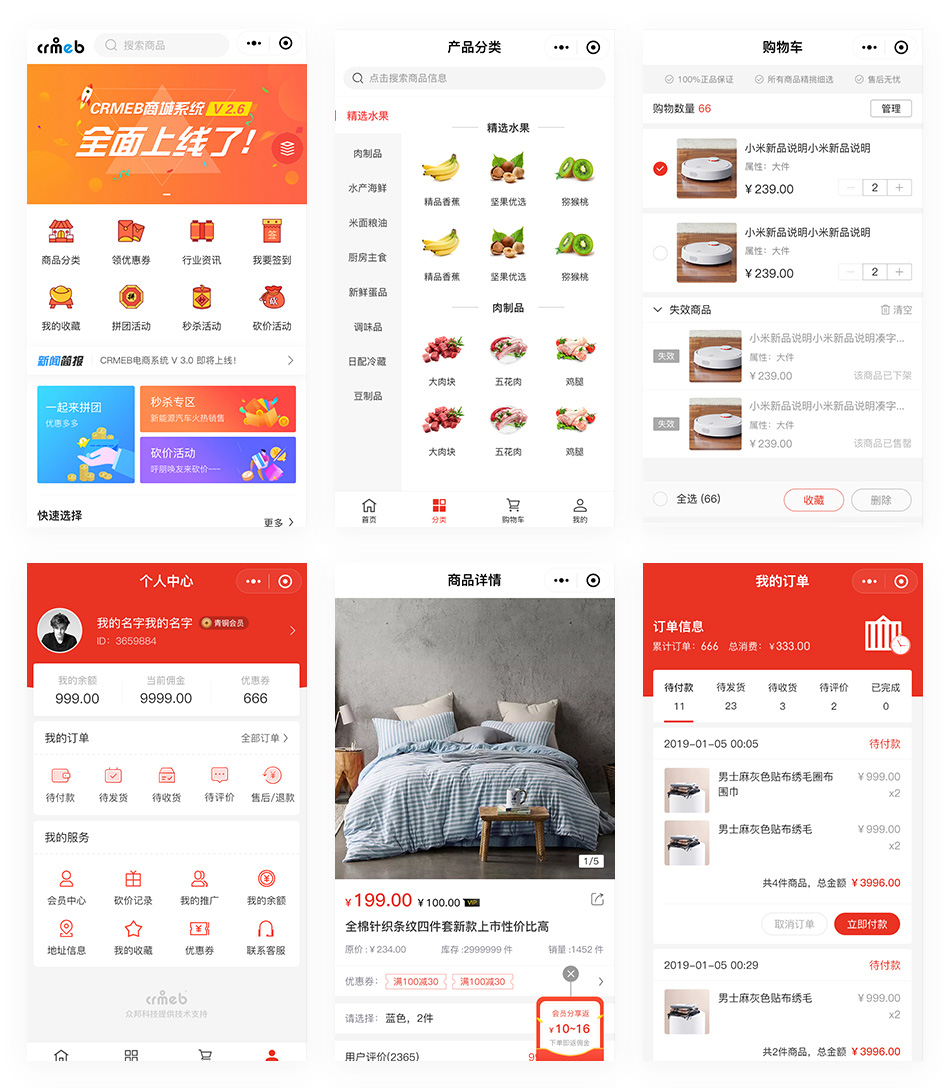 crmeb
搜索商品
CRMEB商城系统 V 2.6
全面上线了!
商品分类 领优惠券 行业资讯 我要签到
我的收藏 拼团活动 秒杀活动 砍价活动
新闻简报 CRMEB电商系统 V 3.0 即将上线！
一起来拼团
优惠多多
秒杀专区
新能源汽车火热销售
砍价活动
呼朋唤友来砍价一一
快速选择
更多
产品分类
点击搜索商品信息
精选水果
肉制品
水产海鲜
米面粮油
厨房主食
新鲜蛋品
调味品
日配冷藏
豆制品
精选水果
精品香蕉 坚果优选 猕猴桃
精品香蕉 坚果优选 猕猴桃
肉制品
大肉块 五花肉 鸡腿
大肉块 五花肉 鸡腿
首页 分类 购物车 我的
购物车
100%正品保证 所有商品精挑细选 售后无忧
购物数量 66
管理
小米新品说明小米新品说明
属性：大件
￥239.00
2
小米新品说明小米新品说明
属性：大件
￥239.00
2
失效商品
清空
失效
小米新品说明小米新品说明凑字...
属性：大件
￥239.00
该商品已下架
失效
小米新品说明小米新品说明凑字...
属性：大件
￥239.00
该商品已售罄
全选 (66)
收藏
删除
个人中心
我的名字我的名字
青铜会员
ID：3659884
我的余额 当前佣金 优惠券
999.00 9999.00 666
我的订单
全部订单
待付款 待发货 待收货 待评价 售后/退款
我的服务
会员中心 砍价记录 我的推广 我的余额
地址信息 我的收藏 优惠券 联系客服
crmeb
众邦科技提供技术支持
商品详情
1/5
￥199.00 ￥100.00 VIP
全棉针织条纹四件套新款上市性价比高
原价：￥234.00 库存 :2999999 件 销量 :1452 件
优惠券： 满100减30 满100减30
请选择： 蓝色，2件
用户评价(2365)
会员分享返
￥10~16
下单即返佣金
我的订单
订单信息
累计订单：666 总消费：￥333.00
待付款 待发货 待收货 待评价 已完成
11 23 3 2 0
2019-01-05 00:05
待付款
男士麻灰色贴布绒毛圈布
围巾
￥999.00
x2
男士麻灰色贴布绒毛
￥999.00
x2
共4件商品，总金额 ￥3996.00
取消订单
立即付款
2019-01-05 00:29
待付款
男士麻灰色贴布绒毛
￥999.00
x2
共2件商品，总金额 ￥3996.00